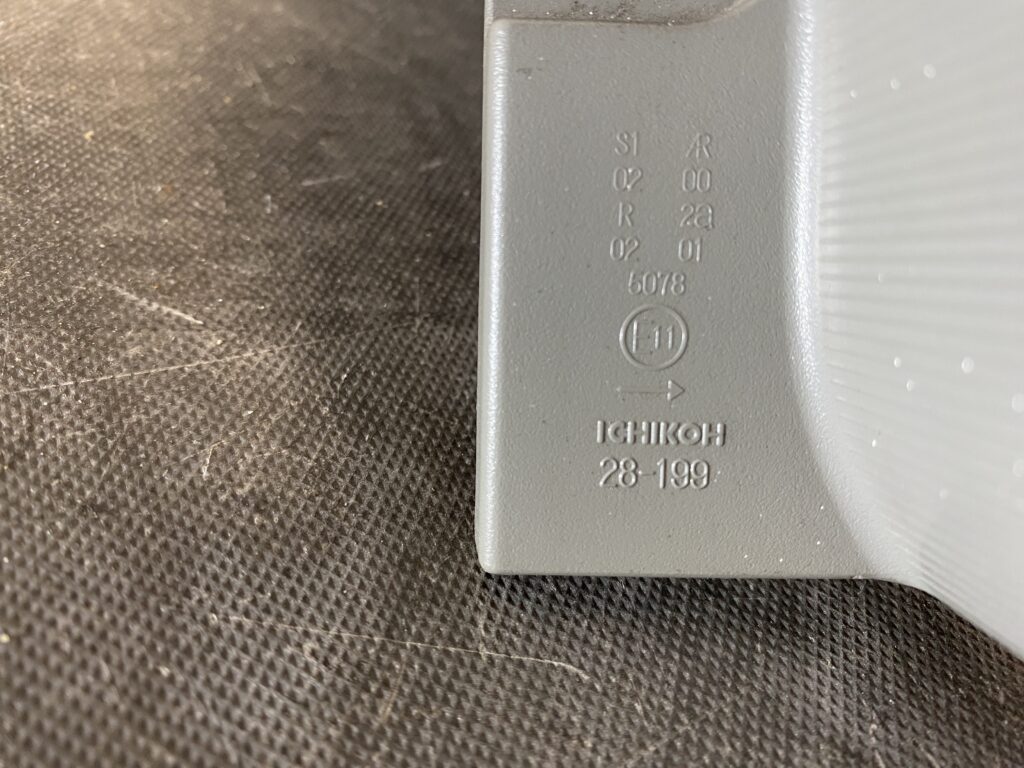 S1 AR
02 00
R 2a
02 01
5078
E11
→
ICHIKOH
28-199